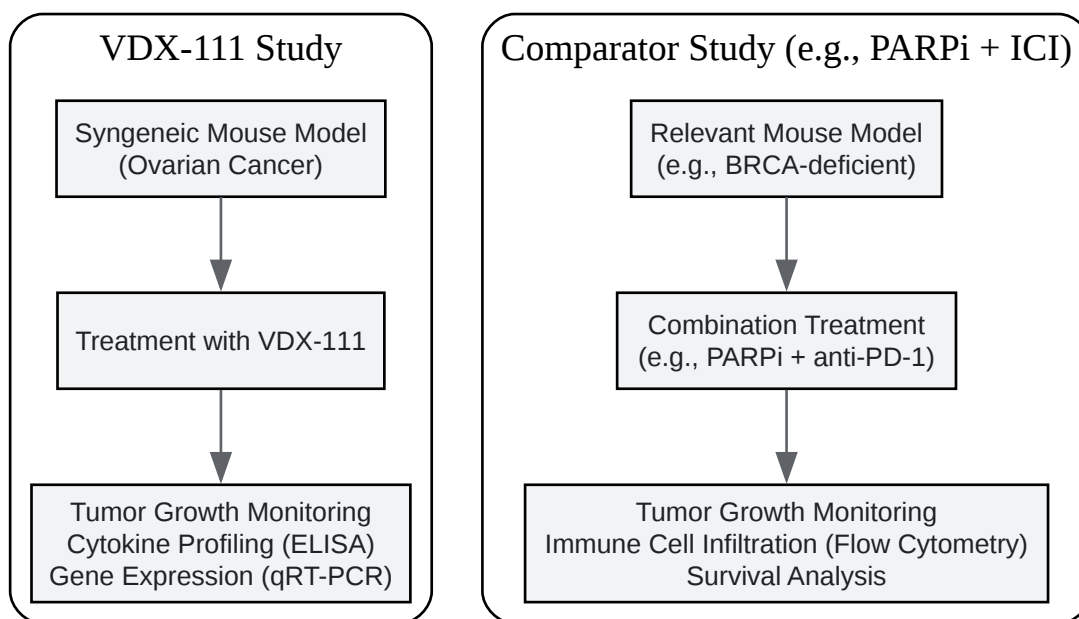 VDX-111 Study
Syngeneic Mouse Model
(Ovarian Cancer)
Treatment with VDX-111
Tumor Growth Monitoring
Cytokine Profiling (ELISA)
Gene Expression (qRT-PCR)
Comparator Study (e.g., PARPi + ICI)
Relevant Mouse Model
(e.g., BRCA-deficient)
Combination Treatment
(e.g., PARPi + anti-PD-1)
Tumor Growth Monitoring
Immune Cell Infiltration (Flow Cytometry)
Survival Analysis